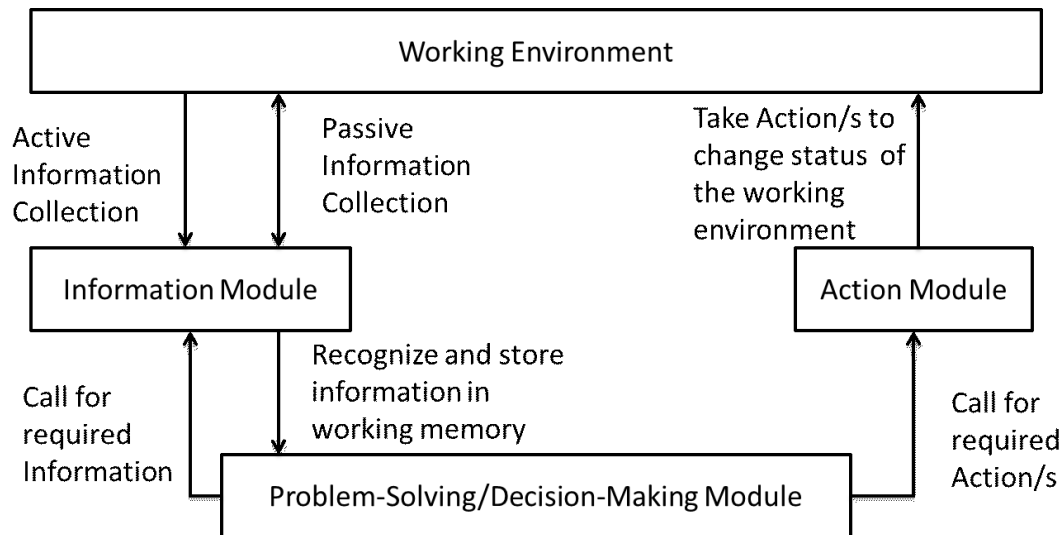 Working Environment
Active
Information
Collection
Passive
Information
Collection
Take Action/s to
change status of
the working
environment
Information Module
Action Module
Call for
required
Information
Recognize and store
information in
working memory
Call for
required
Action/s
Problem-Solving/Decision-Making Module